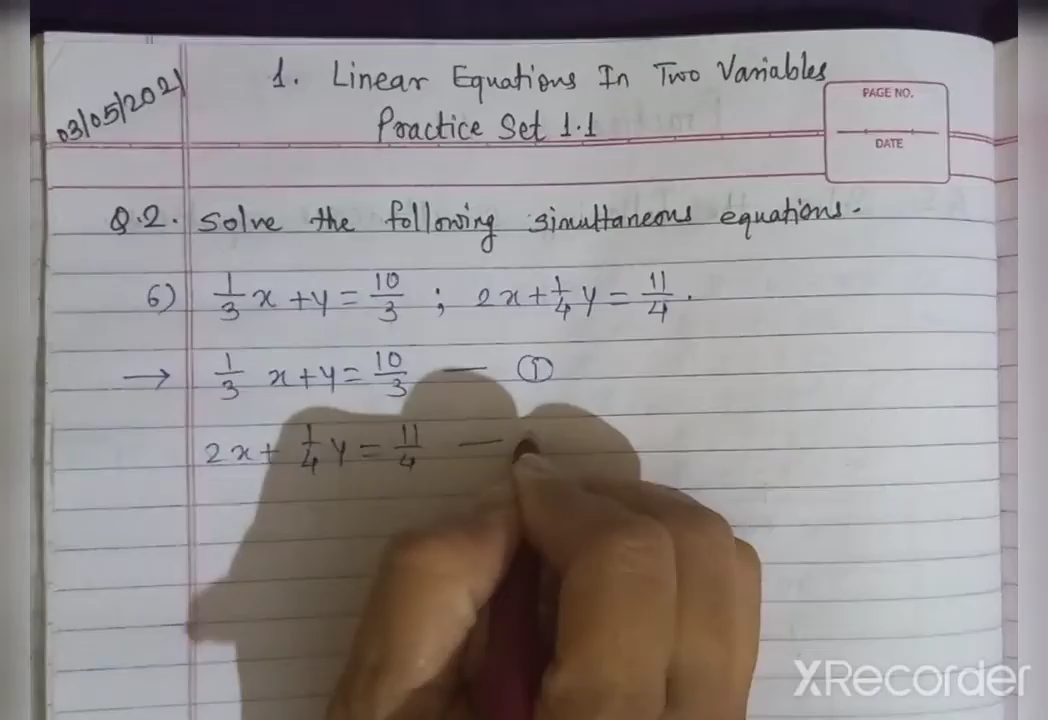 1. Linear Equations In Two Variables
03/05/2021
Practice Set 1.1
PAGE NO.
DATE
Q.2. Solve the following simultaneous equations.
6) 1/3 x + y = 10/3 ; 2x + 1/4 y = 11/4.
→ 1/3 x + y = 10/3 — ①
2x + 1/4 y = 11/4 —
XRecorder